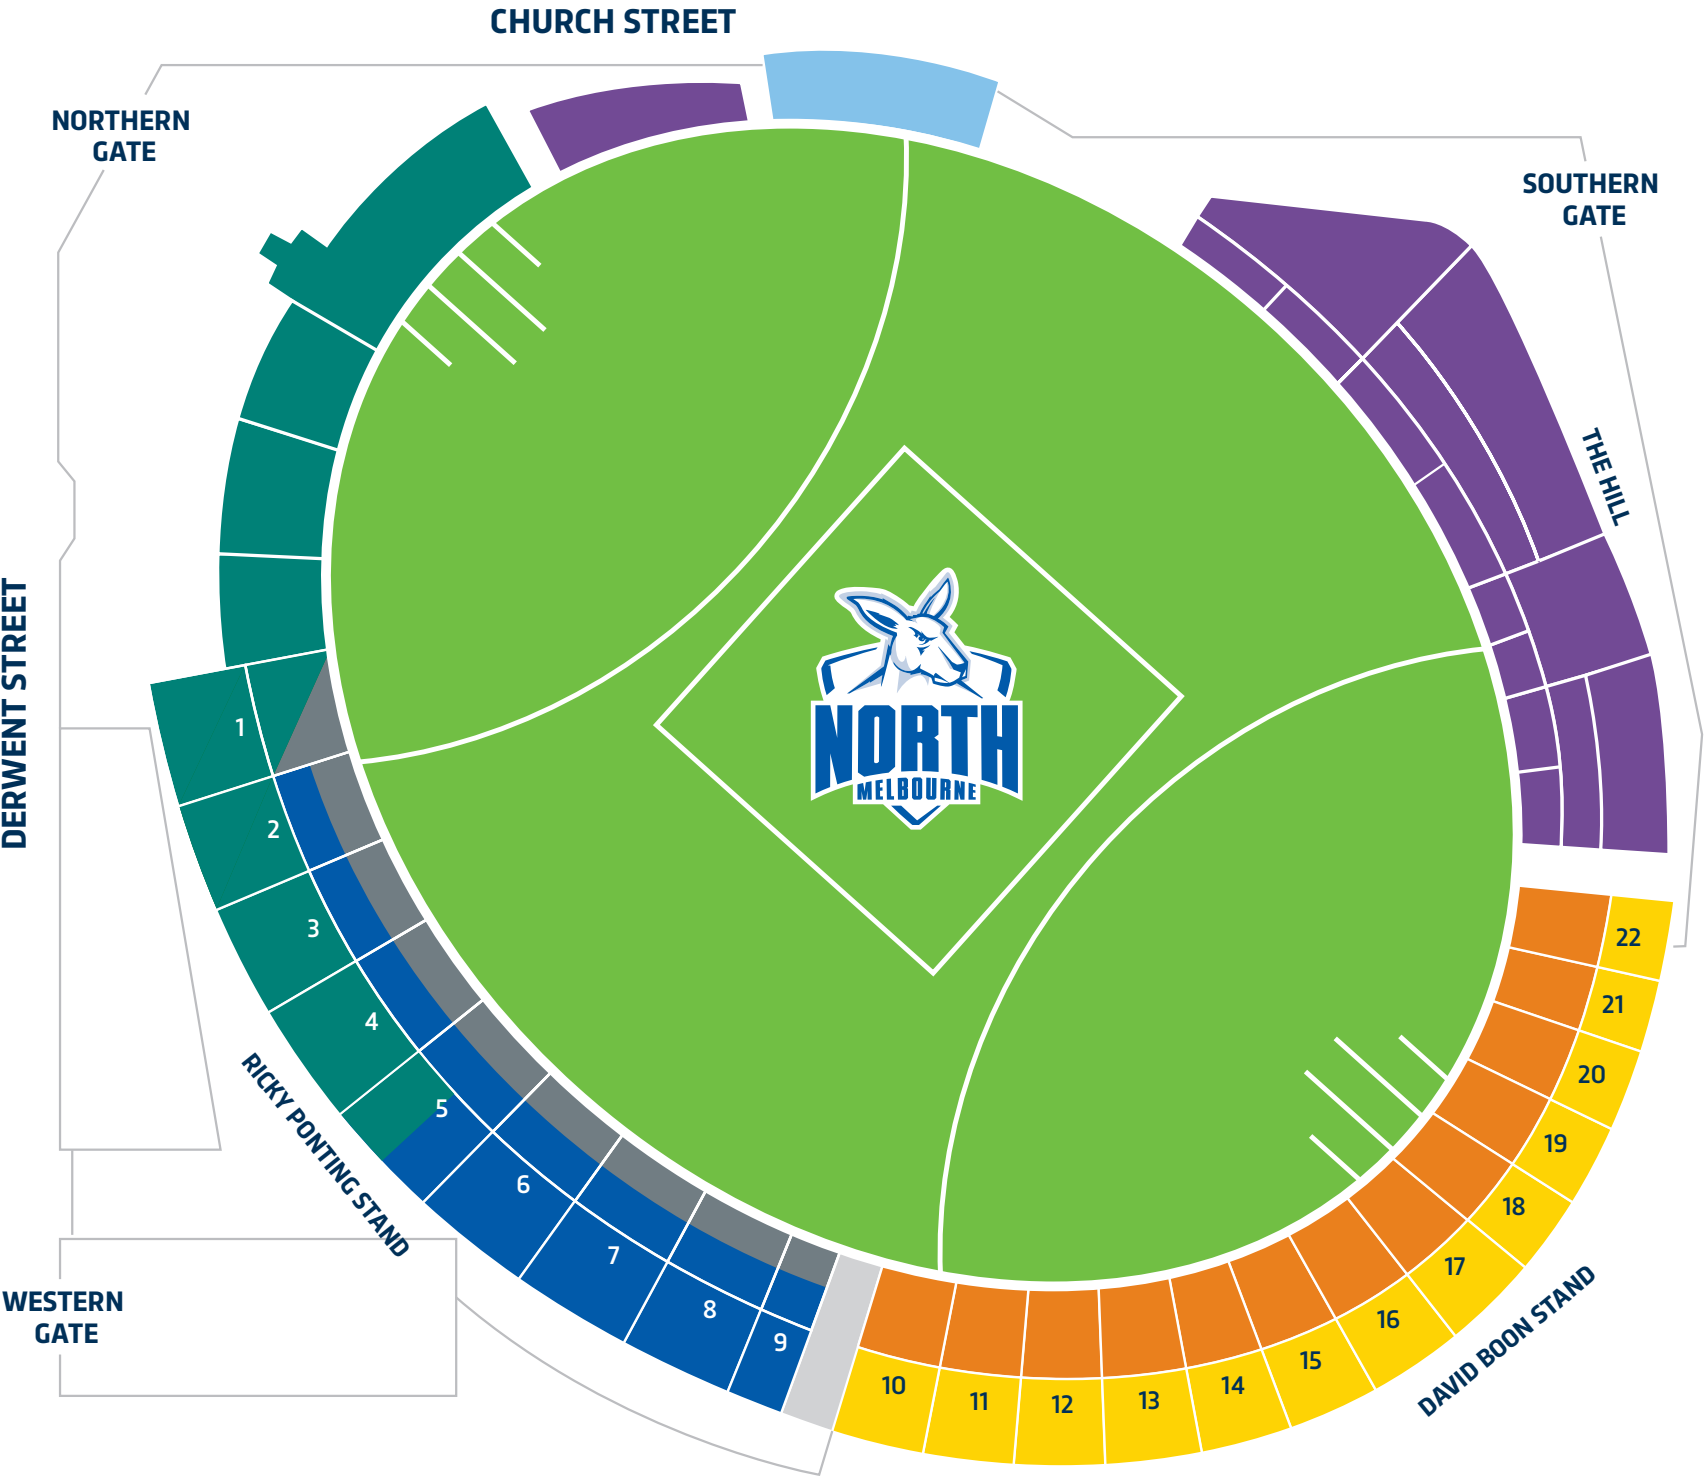 CHURCH STREET
NORTHERN
GATE
SOUTHERN
GATE
THE HILL
DERWENT STREET
NORTH
MELBOURNE
1
2
3
4
5
6
7
8
9
10
11
12
13
14
15
16
17
18
19
20
21
22
RICKY PONTING STAND
DAVID BOON STAND
WESTERN
GATE